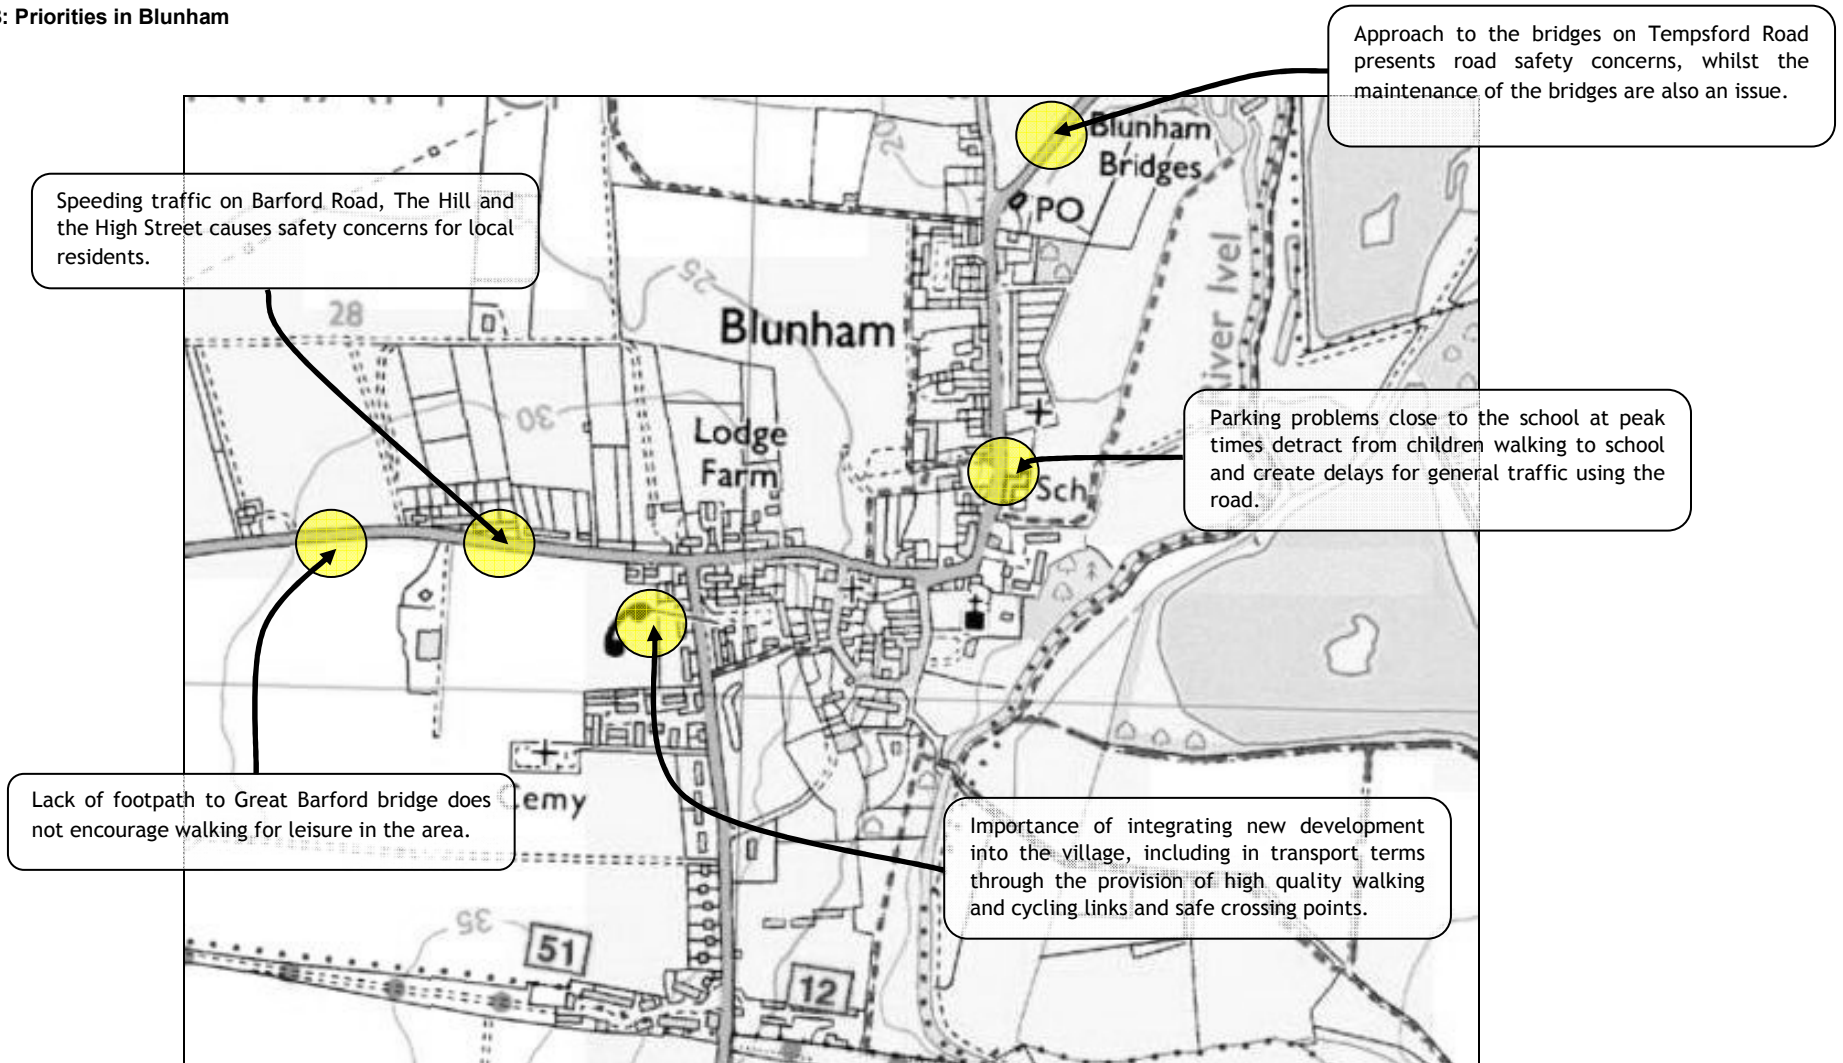 : Priorities in Blunham
Approach to the bridges on Tempsford Road
presents road safety concerns, whilst the
maintenance of the bridges are also an issue.
Blunham
Bridges
Speeding traffic on Barford Road, The Hill and
the High Street causes safety concerns for local
residents.
20
PO
River Ivel
25
28
Blunham
30
Lodge
Farm
Parking problems close to the school at peak
times detract from children walking to school
and create delays for general traffic using the
road.
Sch
Lack of footpath to Great Barford bridge does
not encourage walking for leisure in the area.
Cemy
Importance of integrating new development
into the village, including in transport terms
through the provision of high quality walking
and cycling links and safe crossing points.
35
51
12